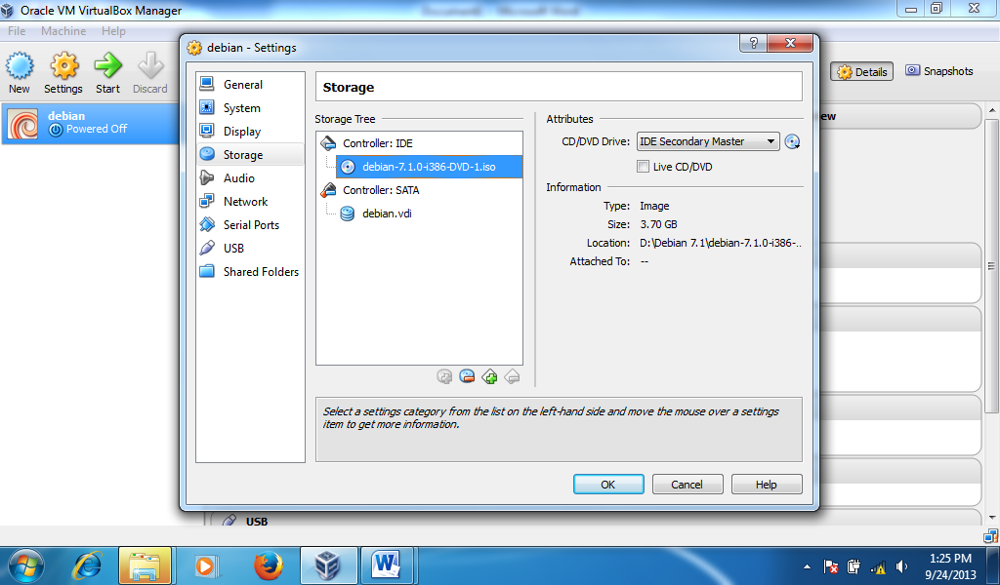 Oracle VM VirtualBox Manager
File Machine Help
New Settings Start Discard
Details Snapshots
debian
Powered Off
ew
debian - Settings
General
System
Display
Storage
Audio
Network
Serial Ports
USB
Shared Folders
Storage
Storage Tree
Controller: IDE
debian-7.1.0-i386-DVD-1.iso
Controller: SATA
debian.vdi
Attributes
CD/DVD Drive: IDE Secondary Master
Live CD/DVD
Information
Type: Image
Size: 3.70 GB
Location: D:\Debian 7.1\debian-7.1.0-i386-..
Attached To: --
Select a settings category from the list on the left-hand side and move the mouse over a settings
item to get more information.
OK Cancel Help
USB
1:25 PM
9/24/2013